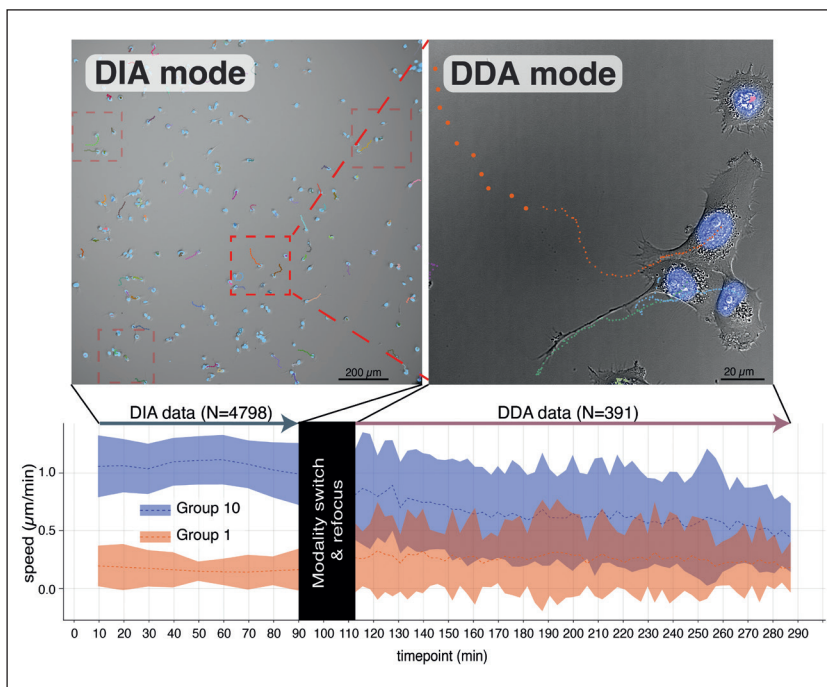 DIA mode
DDA mode
200 µm
20 µm
DIA data (N=4798)
DDA data (N=391)
speed (µm/min)
1.0
0.5
0.0
Group 10
Group 1
Modality switch
& refocus
0 10 20 30 40 50 60 70 80 90 100 110 120 130 140 150 160 170 180 190 200 210 220 230 240 250 260 270 280 290
timepoint (min)